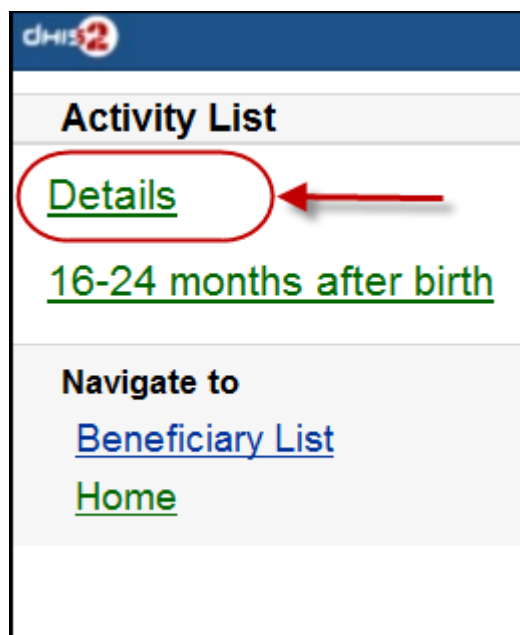 dHIS2
Activity List
Details
16-24 months after birth
Navigate to
Beneficiary List
Home